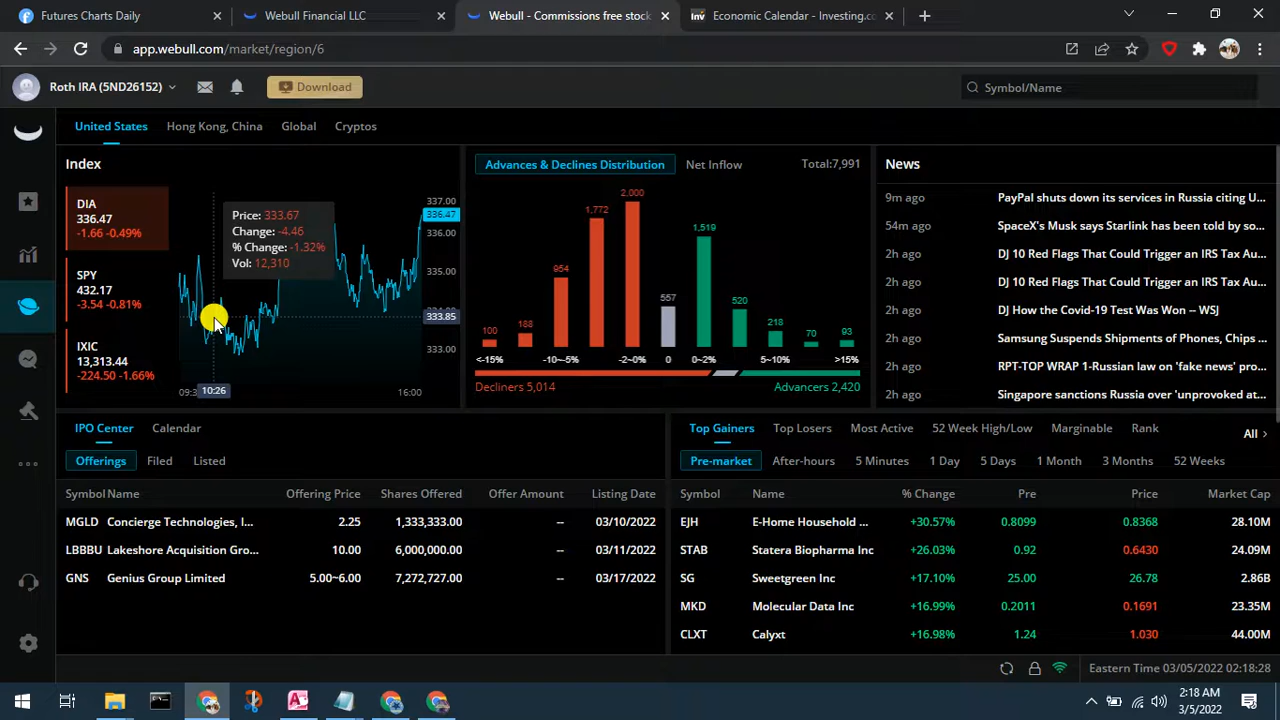 Futures Charts Daily
Webull Financial LLC
Webull - Commissions free stock
Inv
Economic Calendar - Investing.co
app.webull.com/market/region/6
Roth IRA (5ND26152)
Download
Symbol/Name
United States
Hong Kong, China
Global
Cryptos
Index
DIA
336.47
-1.66 -0.49%
SPY
432.17
-3.54 -0.81%
IXIC
13,313.44
-224.50 -1.66%
Price: 333.67
Change: -4.46
% Change: -1.32%
Vol: 12,310
337.00
336.47
336.00
335.00
333.85
333.00
09:3
10:26
16:00
Advances & Declines Distribution
Net Inflow
Total:7,991
100
188
954
1,772
2,000
557
1,519
520
218
70
93
<-15%
-10~-5%
-2~0%
0
0~2%
5~10%
>15%
Decliners 5,014
Advancers 2,420
News
9m ago PayPal shuts down its services in Russia citing U...
54m ago SpaceX's Musk says Starlink has been told by so...
2h ago DJ 10 Red Flags That Could Trigger an IRS Tax Au...
2h ago DJ 10 Red Flags That Could Trigger an IRS Tax Au...
2h ago DJ How the Covid-19 Test Was Won -- WSJ
2h ago Samsung Suspends Shipments of Phones, Chips ...
2h ago RPT-TOP WRAP 1-Russian law on 'fake news' pro...
2h ago Singapore sanctions Russia over 'unprovoked at...
IPO Center
Calendar
Offerings
Filed
Listed
Symbol Name Offering Price Shares Offered Offer Amount Listing Date
MGLD Concierge Technologies, I... 2.25 1,333,333.00 -- 03/10/2022
LBBBU Lakeshore Acquisition Gro... 10.00 6,000,000.00 -- 03/11/2022
GNS Genius Group Limited 5.00~6.00 7,272,727.00 -- 03/17/2022
Top Gainers
Top Losers
Most Active
52 Week High/Low
Marginable
Rank
All >
Pre-market
After-hours
5 Minutes
1 Day
5 Days
1 Month
3 Months
52 Weeks
Symbol Name % Change Pre Price Market Cap
EJH E-Home Household ... +30.57% 0.8099 0.8368 28.10M
STAB Statera Biopharma Inc +26.03% 0.92 0.6430 24.09M
SG Sweetgreen Inc +17.10% 25.00 26.78 2.86B
MKD Molecular Data Inc +16.99% 0.2011 0.1691 23.35M
CLXT Calyxt +16.98% 1.24 1.030 44.00M
Eastern Time 03/05/2022 02:18:28
2:18 AM
3/5/2022